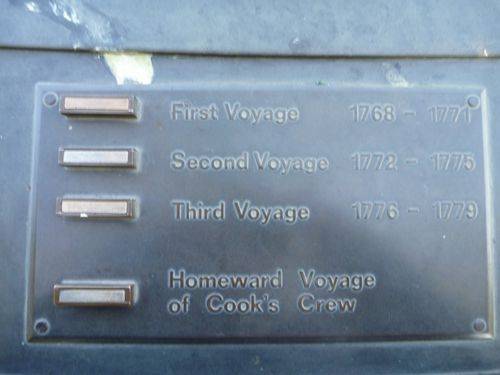 First Voyage 1768 - 1771
Second Voyage 1772 - 1775
Third Voyage 1776 - 1779
Homeward Voyage
of Cook's Crew